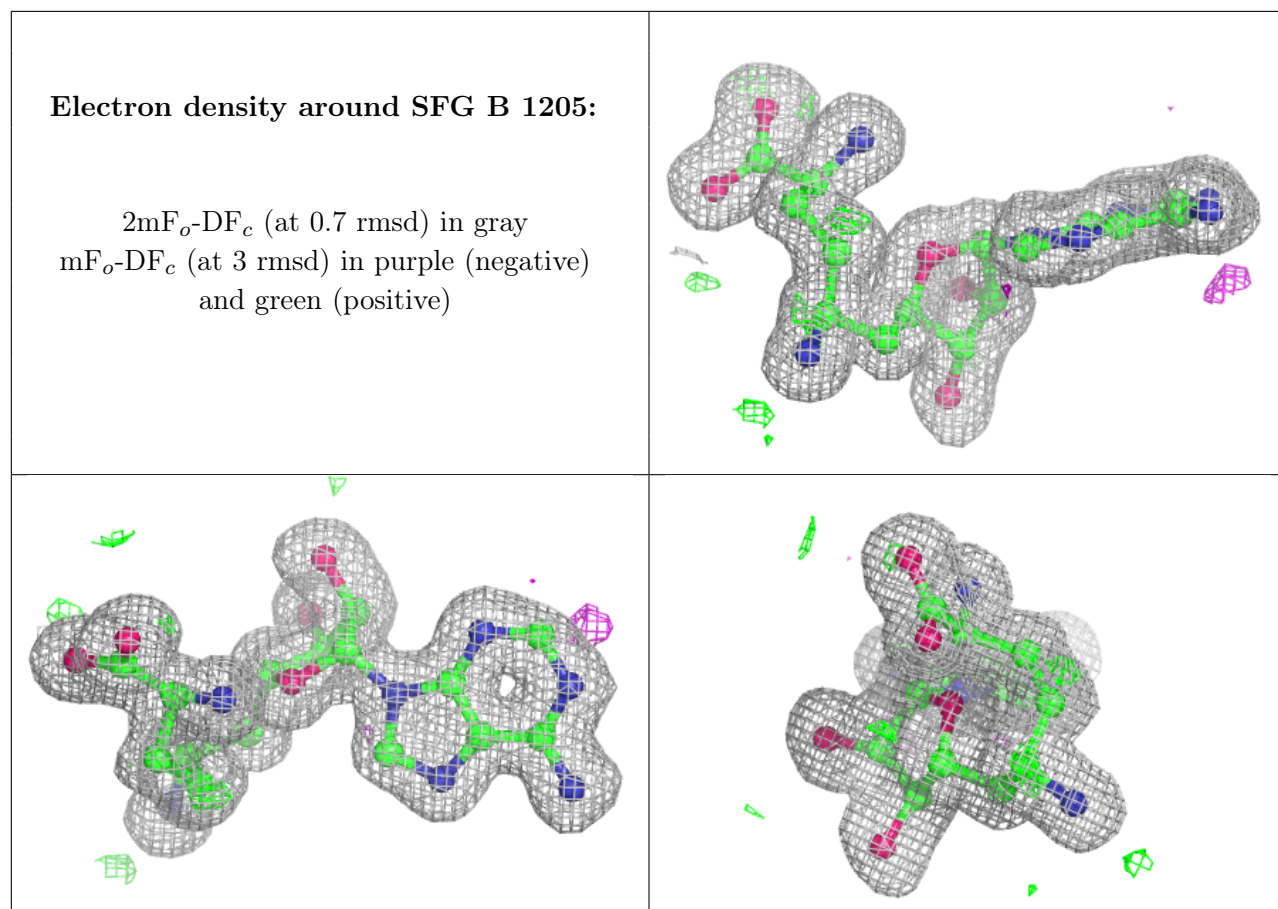 Electron density around SFG B 1205:
2mFo-DFc (at 0.7 rmsd) in gray
mFo-DFc (at 3 rmsd) in purple (negative)
and green (positive)